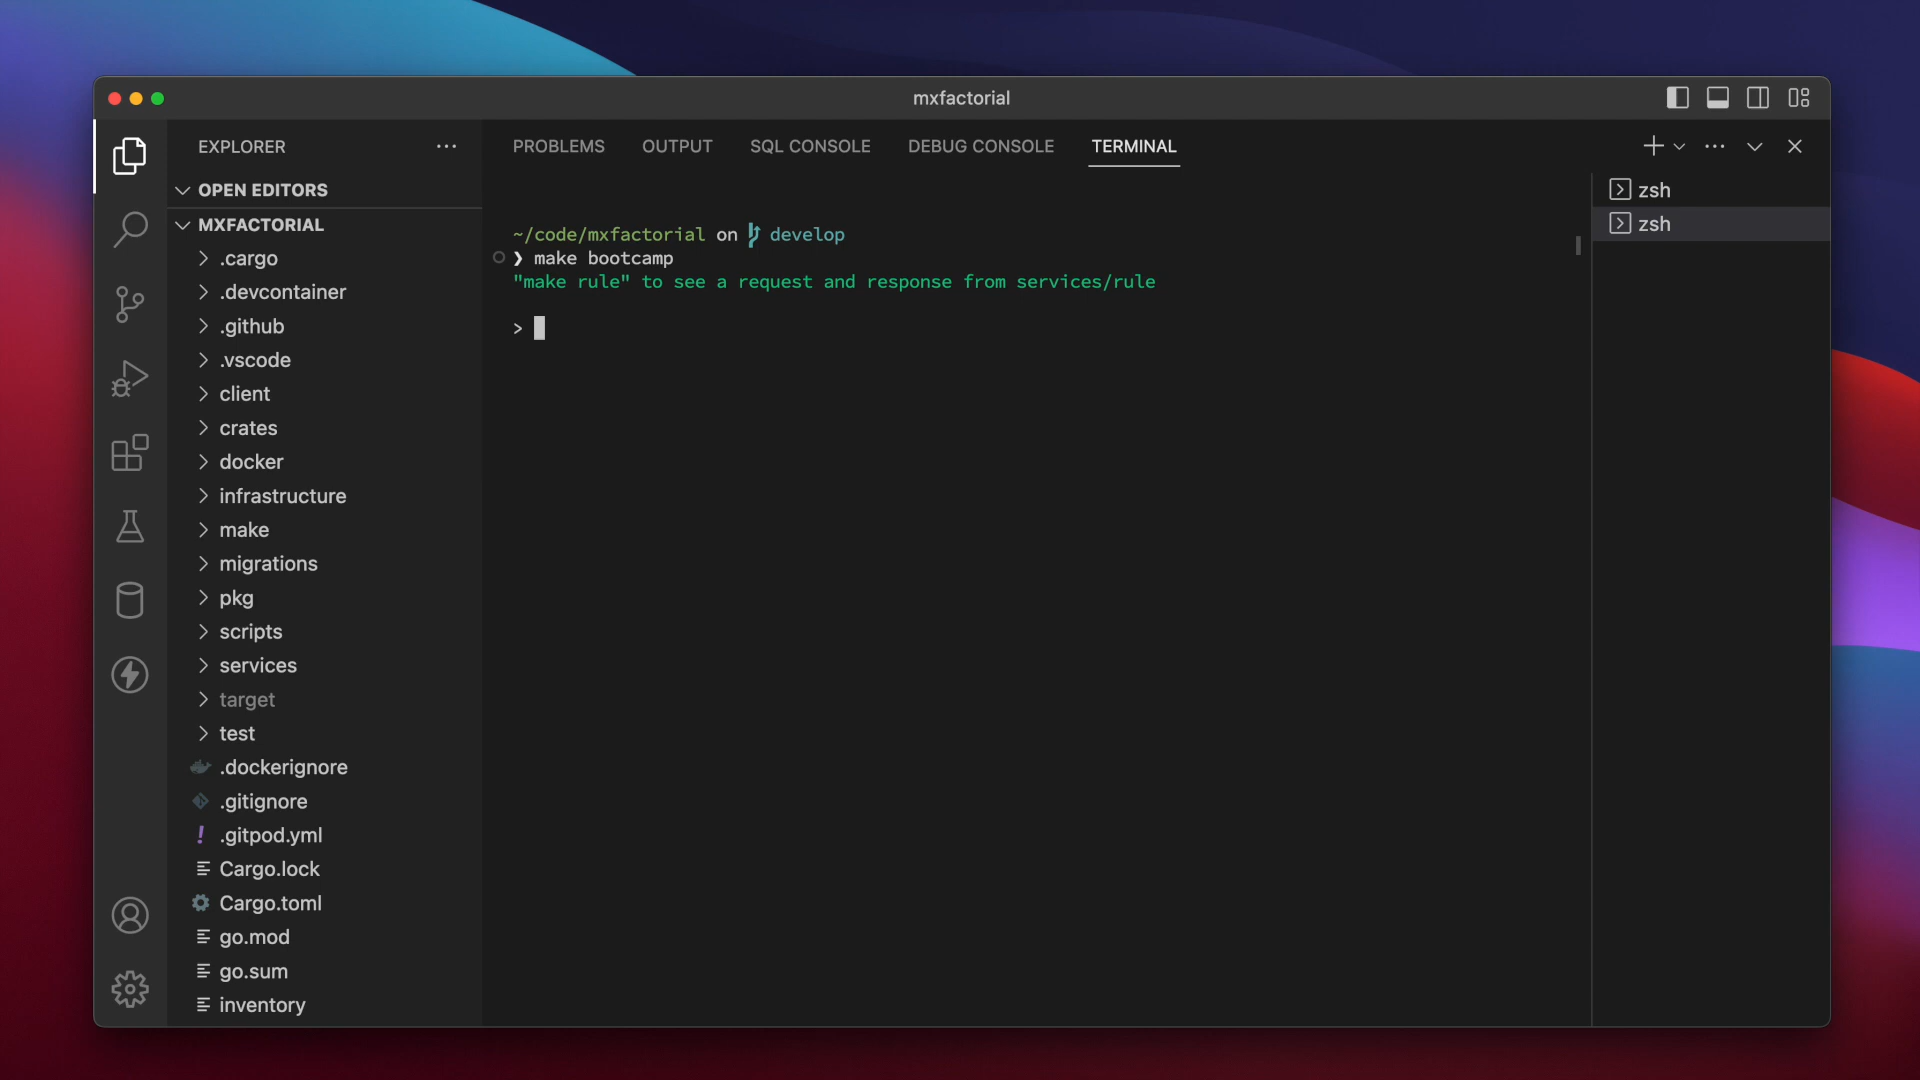 mxfactorial
EXPLORER
OPEN EDITORS
MXFACTORIAL
.cargo
.devcontainer
.github
.vscode
client
crates
docker
infrastructure
make
migrations
pkg
scripts
services
target
test
.dockerignore
.gitignore
! .gitpod.yml
Cargo.lock
Cargo.toml
go.mod
go.sum
inventory
PROBLEMS OUTPUT SQL CONSOLE DEBUG CONSOLE TERMINAL
~/code/mxfactorial on develop
❯ make bootcamp
"make rule" to see a request and response from services/rule
>
zsh
zsh